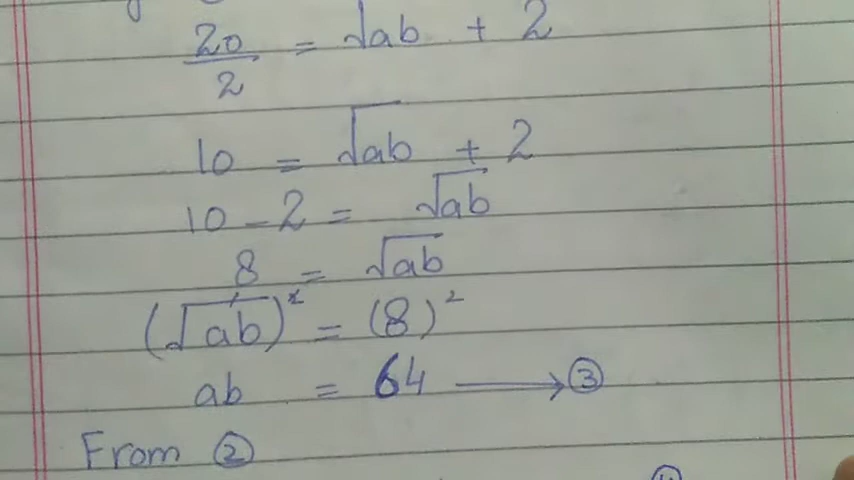 20/2 = √ab + 2
10 = √ab + 2
10 - 2 = √ab
8 = √ab
(√ab)² = (8)²
ab = 64 ⟶ ③
From ②